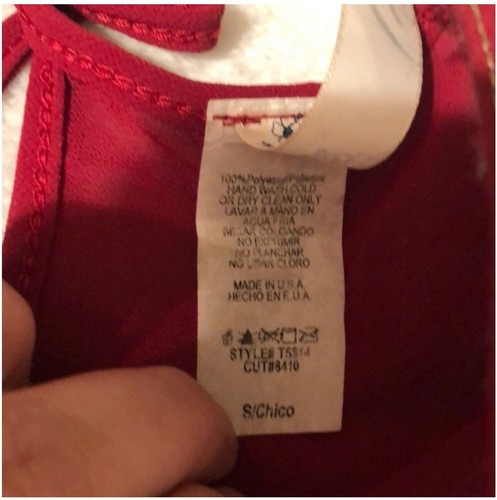 100% Polyester/Poliester
HAND WASH COLD
OR DRY CLEAN ONLY
LAVAR A MANO EN
AGUA FRIA
SECAR COLGANDO
NO EXPRIMIR
NO PLANCHAR
NO USAR CLORO
MADE IN U.S.A.
HECHO EN E.U.A.
STYLE# T5814
CUT#8410
S/Chico